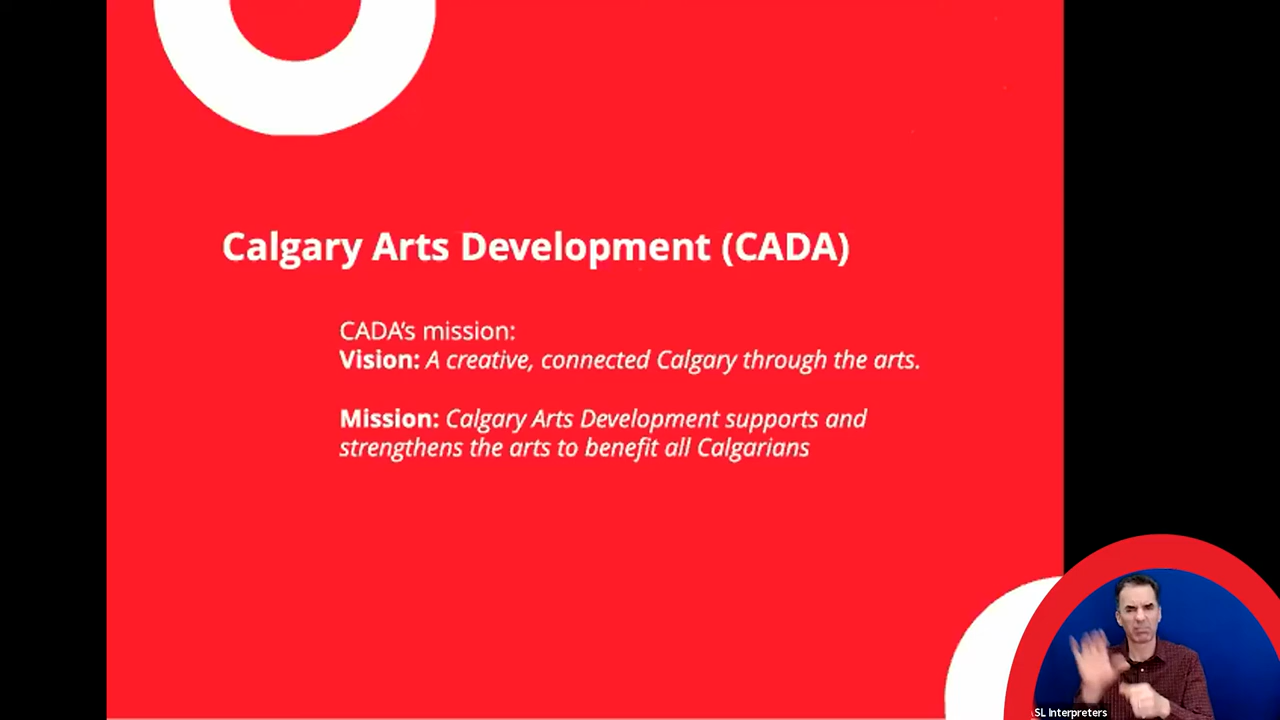 Calgary Arts Development (CADA)
CADA's mission:
Vision: A creative, connected Calgary through the arts.
Mission: Calgary Arts Development supports and
strengthens the arts to benefit all Calgarians
SL Interpreters